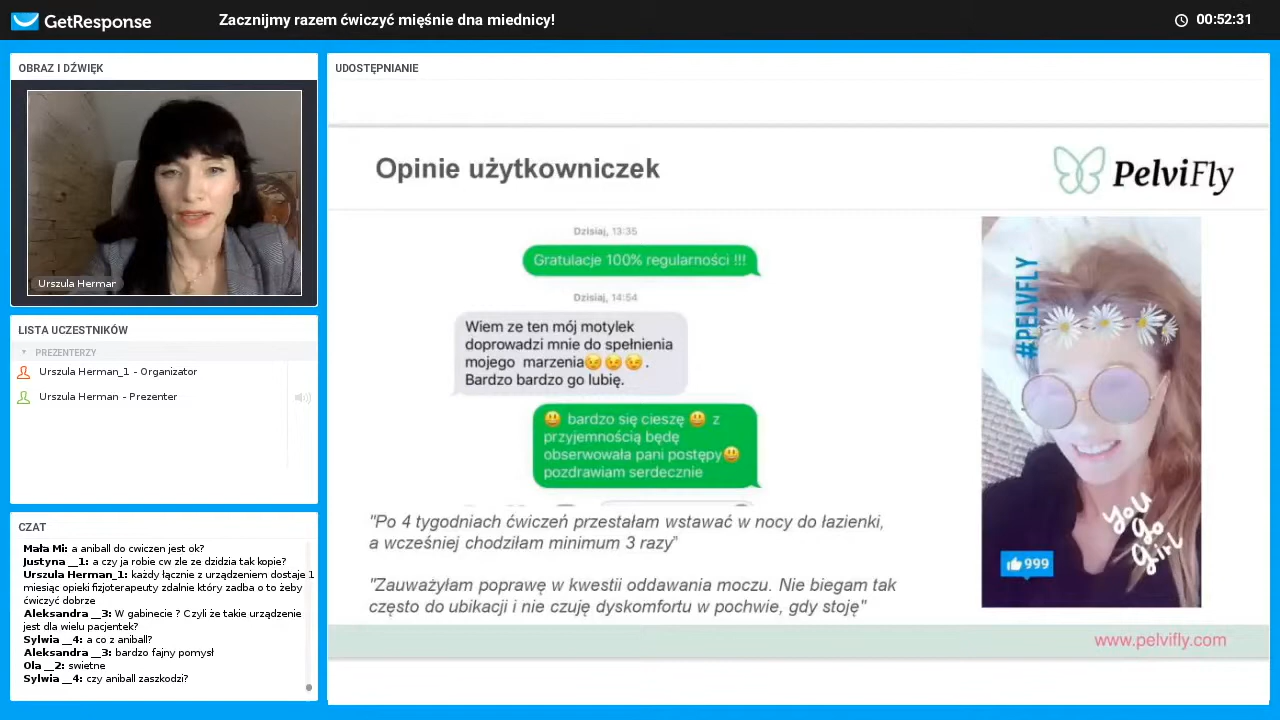 GetResponse
Zacznijmy razem ćwiczyć mięśnie dna miednicy!
00:52:31
OBRAZ I DŹWIĘK
Urszula Herman
LISTA UCZESTNIKÓW
PREZENTERZY
Urszula Herman_1 - Organizator
Urszula Herman - Prezenter
CZAT
Mała Mi: a aniball do cwiczen jest ok?
Justyna __1: a czy ja robie cw zle ze dzidzia tak kopie?
Urszula Herman_1: każdy łącznie z urządzeniem dostaje 1
miesiąc opieki fizjoterapeuty zdalnie który zadba o to żeby
ćwiczyć dobrze
Aleksandra __3: W gabinecie ? Czyli że takie urządzenie
jest dla wielu pacjentek?
Sylwia __4: a co z aniball?
Aleksandra __3: bardzo fajny pomysł
Ola __2: swietne
Sylwia __4: czy aniball zaszkodzi?
UDOSTĘPNIANIE
Opinie użytkowniczek
PelviFly
Dzisiaj, 13:35
Gratulacje 100% regularności !!!
Dzisiaj, 14:54
Wiem ze ten mój motylek
doprowadzi mnie do spełnienia
mojego marzenia😉😉😉.
Bardzo bardzo go lubię.
😃 bardzo się cieszę 😃 z
przyjemnością będę
obserwowała pani postępy😃
pozdrawiam serdecznie
"Po 4 tygodniach ćwiczeń przestałam wstawać w nocy do łazienki,
a wcześniej chodziłam minimum 3 razy"
"Zauważyłam poprawę w kwestii oddawania moczu. Nie biegam tak
często do ubikacji i nie czuję dyskomfortu w pochwie, gdy stoję"
#PELVFLY
you
go
girl
999
www.pelvifly.com